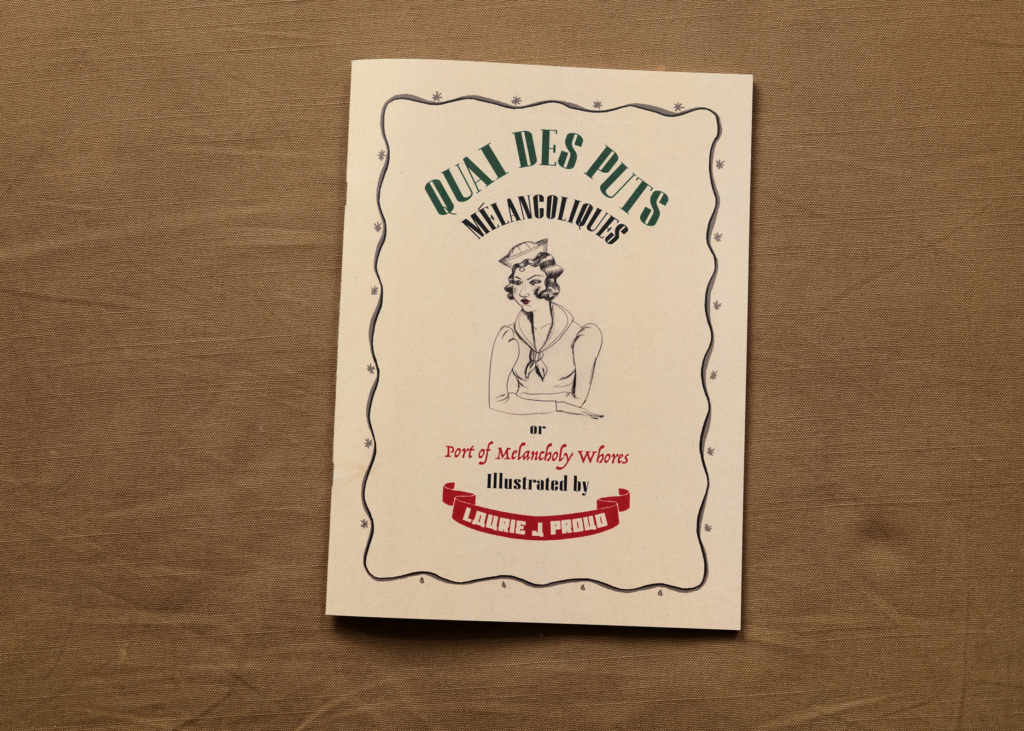 QUAI DES PUTS
MÉLANCOLIQUES
or
Port of Melancholy Whores
Illustrated by
LAURIE J PROUD